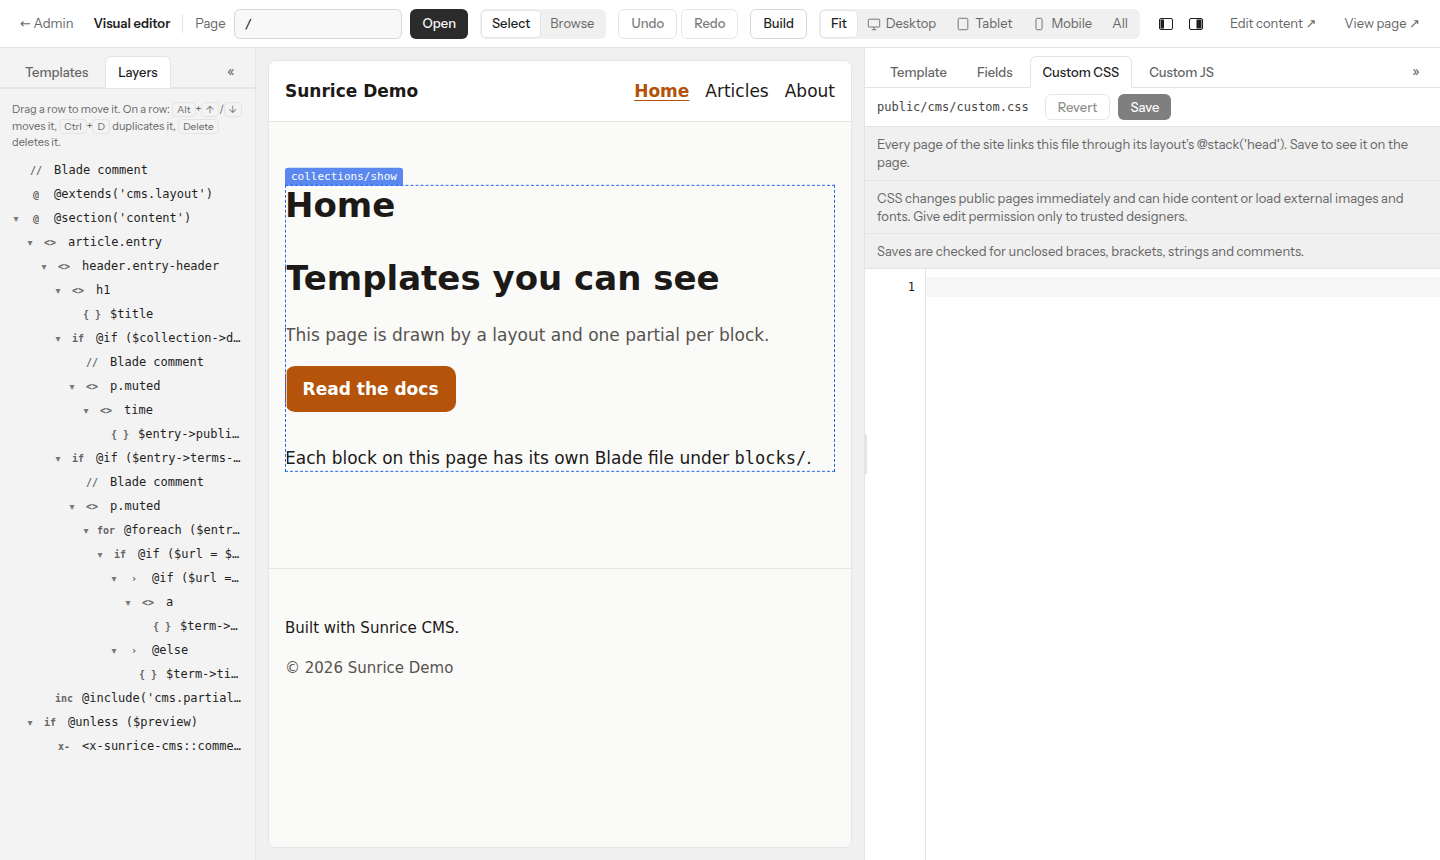 ← Admin Visual editor Page / Open Select Browse Undo Redo Build Fit Desktop Tablet Mobile All Edit content ↗ View page ↗
Templates Layers «
Drag a row to move it. On a row: Alt + ↑ / ↓
moves it, Ctrl + D duplicates it, Delete
deletes it.
// Blade comment
@ @extends('cms.layout')
▾ @ @section('content')
▾ <> article.entry
▾ <> header.entry-header
▾ <> h1
{ } $title
▾ if @if ($collection->d…
// Blade comment
▾ <> p.muted
▾ <> time
{ } $entry->publi…
▾ if @if ($entry->terms-…
// Blade comment
▾ <> p.muted
▾ for @foreach ($entr…
▾ if @if ($url = $…
▾ › @if ($url =…
▾ <> a
{ } $term->…
▾ › @else
{ } $term->ti…
inc @include('cms.partial…
▾ if @unless ($preview)
x- <x-sunrice-cms::comme…
Sunrice Demo Home Articles About
collections/show
Home
Templates you can see
This page is drawn by a layout and one partial per block.
Read the docs
Each block on this page has its own Blade file under blocks/.
Built with Sunrice CMS.
© 2026 Sunrice Demo
Template Fields Custom CSS Custom JS »
public/cms/custom.css Revert Save
Every page of the site links this file through its layout's @stack('head'). Save to see it on the
page.
CSS changes public pages immediately and can hide content or load external images and
fonts. Give edit permission only to trusted designers.
Saves are checked for unclosed braces, brackets, strings and comments.
1